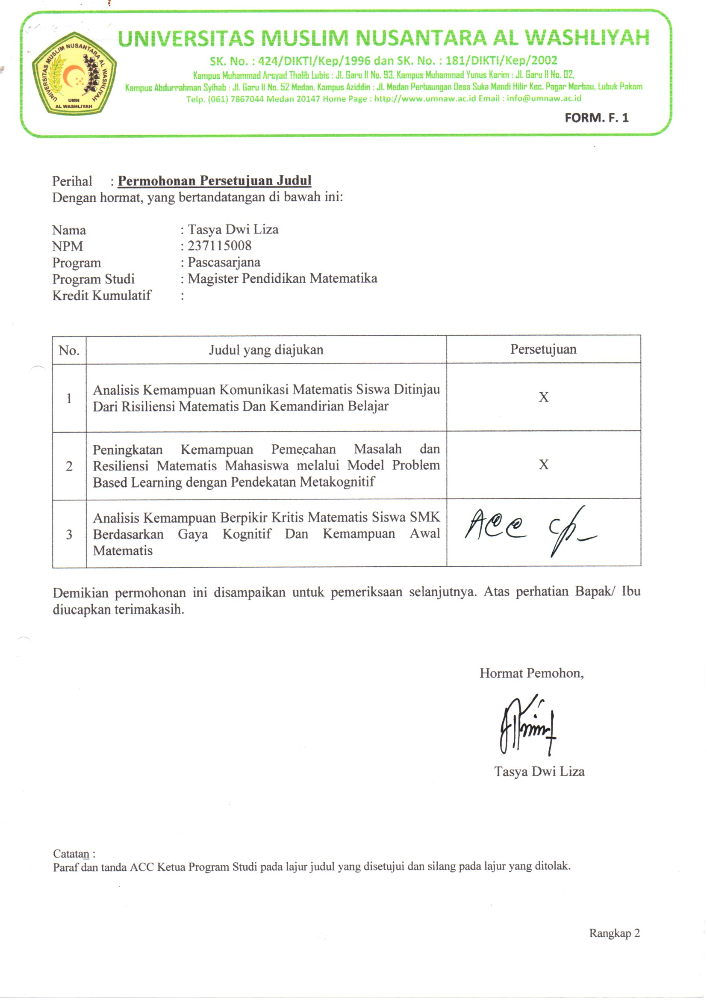 UNIVERSITAS MUSLIM NUSANTARA AL WASHLIYAH
UMN
AL WASHLIYAH
UNIVERSITAS MUSLIM NUSANTARA AL WASHLIYAH
SK. No. : 424/DIKTI/Kep/1996 dan SK. No. : 181/DIKTI/Kep/2002
Kampus Muhammad Arsyad Thalib Lubis : Jl. Garu II No. 93, Kampus Muhammad Yunus Karim : Jl. Garu II No. 02,
Kampus Abdurrahman Syihab : Jl. Garu II No. 52 Medan, Kampus Aziddin : Jl. Medan Perbaungan Desa Suka Mandi Hilir Kec. Pagar Merbau, Lubuk Pakam
Telp. (061) 7867044 Medan 20147 Home Page : http://www.umnaw.ac.id Email : info@umnaw.ac.id
FORM. F. 1
Perihal : Permohonan Persetujuan Judul
Dengan hormat, yang bertandatangan di bawah ini:
Nama : Tasya Dwi Liza
NPM : 237115008
Program : Pascasarjana
Program Studi : Magister Pendidikan Matematika
Kredit Kumulatif :
No. Judul yang diajukan Persetujuan
1 Analisis Kemampuan Komunikasi Matematis Siswa Ditinjau
Dari Risiliensi Matematis Dan Kemandirian Belajar
X
2 Peningkatan Kemampuan Pemecahan Masalah dan
Resiliensi Matematis Mahasiswa melalui Model Problem
Based Learning dengan Pendekatan Metakognitif
X
3 Analisis Kemampuan Berpikir Kritis Matematis Siswa SMK
Berdasarkan Gaya Kognitif Dan Kemampuan Awal
Matematis
ACC
Demikian permohonan ini disampaikan untuk pemeriksaan selanjutnya. Atas perhatian Bapak/ Ibu
diucapkan terimakasih.
Hormat Pemohon,
Tasya Dwi Liza
Catatan :
Paraf dan tanda ACC Ketua Program Studi pada lajur judul yang disetujui dan silang pada lajur yang ditolak.
Rangkap 2